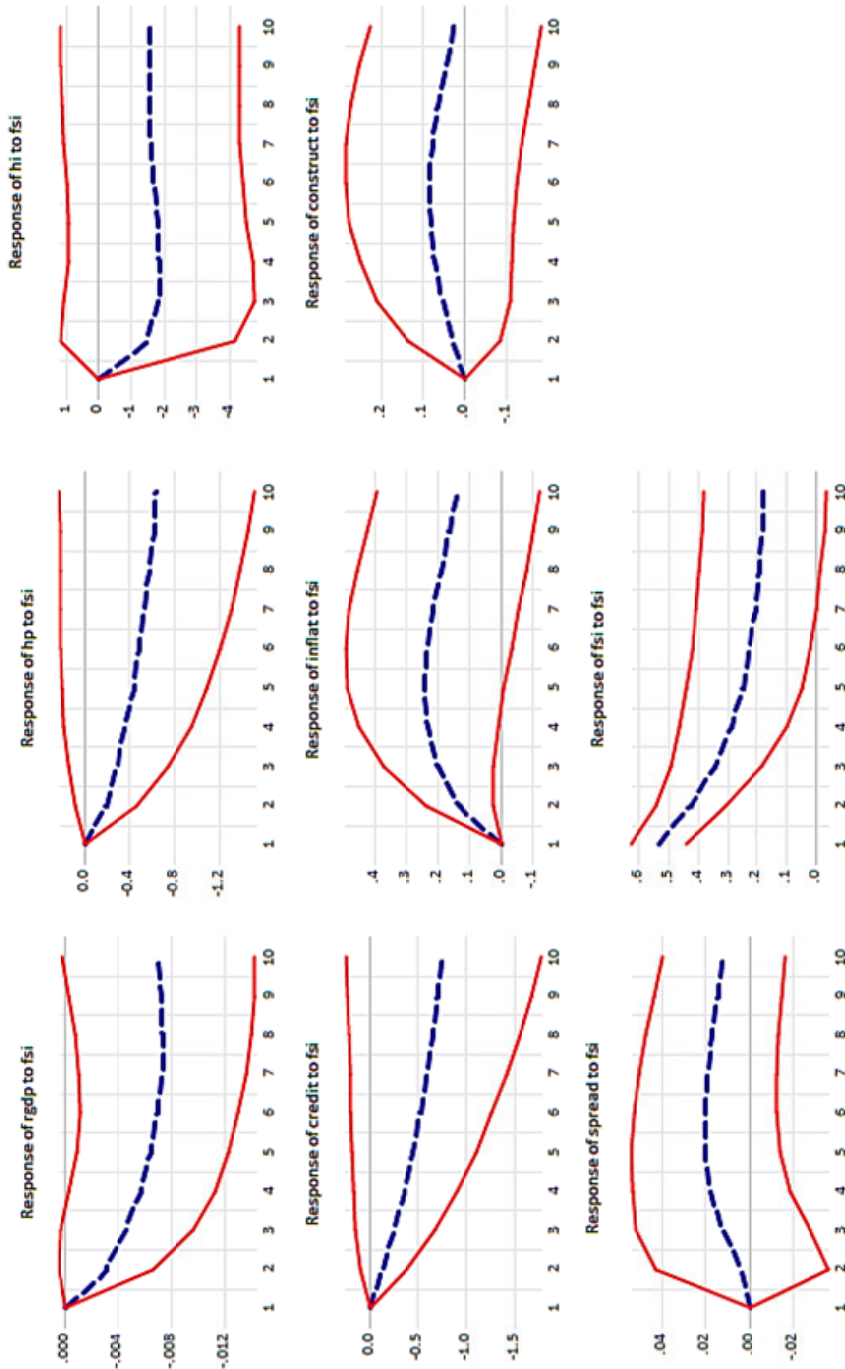 Response of rgdp to fsi
.000
-.004
-.008
-.012
1 2 3 4 5 6 7 8 9 10
Response of hp to fsi
0.0
-0.4
-0.8
-1.2
1 2 3 4 5 6 7 8 9 10
Response of hi to fsi
1
0
-1
-2
-3
-4
1 2 3 4 5 6 7 8 9 10
Response of credit to fsi
0.0
-0.5
-1.0
-1.5
1 2 3 4 5 6 7 8 9 10
Response of inflat to fsi
.4
.3
.2
.1
.0
-.1
1 2 3 4 5 6 7 8 9 10
Response of construct to fsi
.2
.1
.0
-.1
1 2 3 4 5 6 7 8 9 10
Response of spread to fsi
.04
.02
.00
-.02
1 2 3 4 5 6 7 8 9 10
Response of fsi to fsi
.6
.5
.4
.3
.2
.1
.0
1 2 3 4 5 6 7 8 9 10